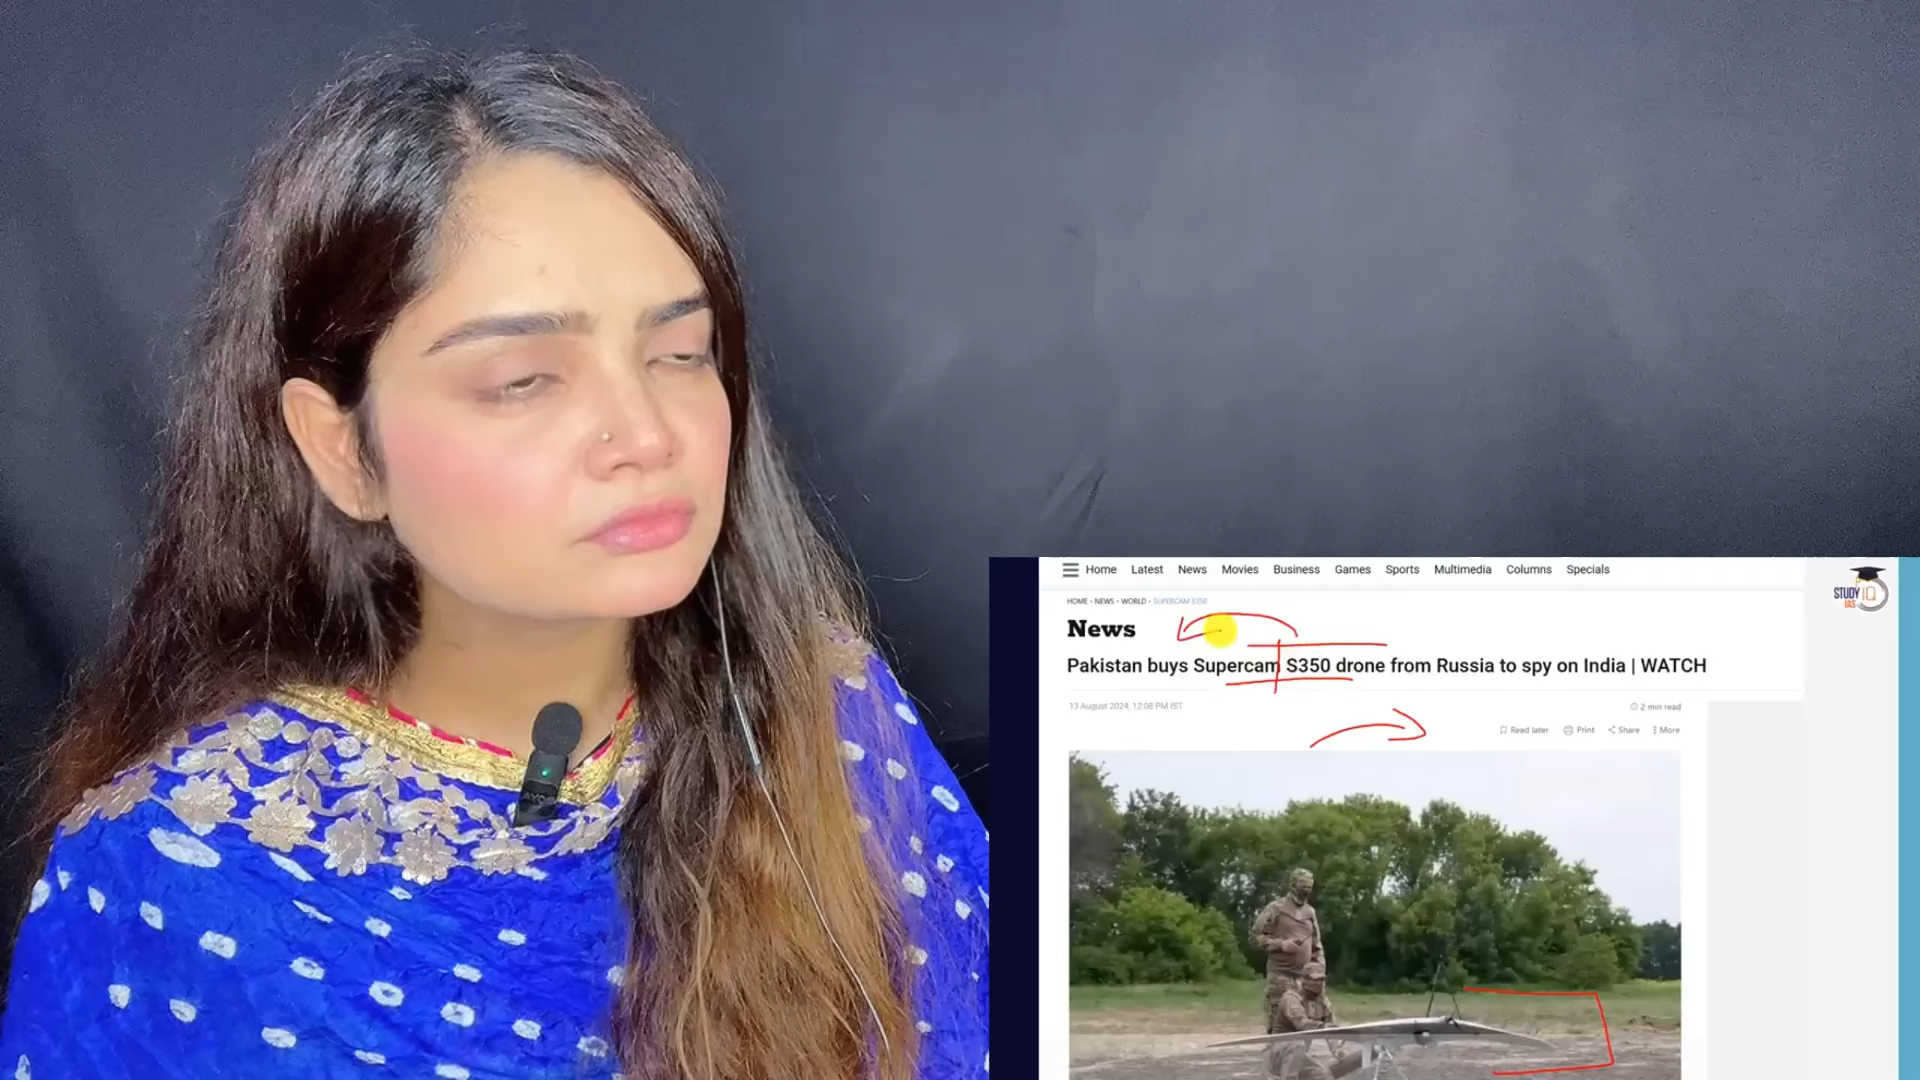 Home Latest News Movies Business Games Sports Multimedia Columns Specials
STUDY IQ
IAS
HOME • NEWS • WORLD • SUPERCAM S350
News
Pakistan buys Supercam S350 drone from Russia to spy on India | WATCH
13 August 2024, 12:08 PM IST
2 min read
Read later Print Share More